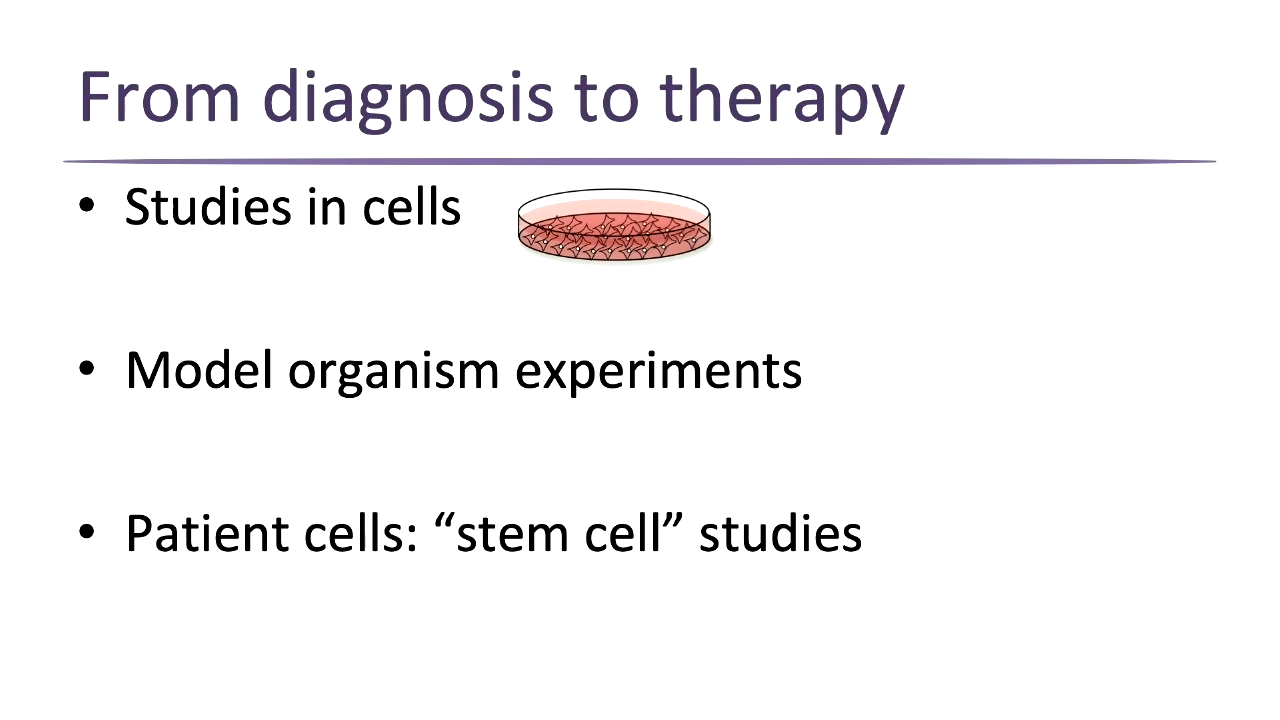 From diagnosis to therapy
• Studies in cells
• Model organism experiments
• Patient cells: “stem cell” studies